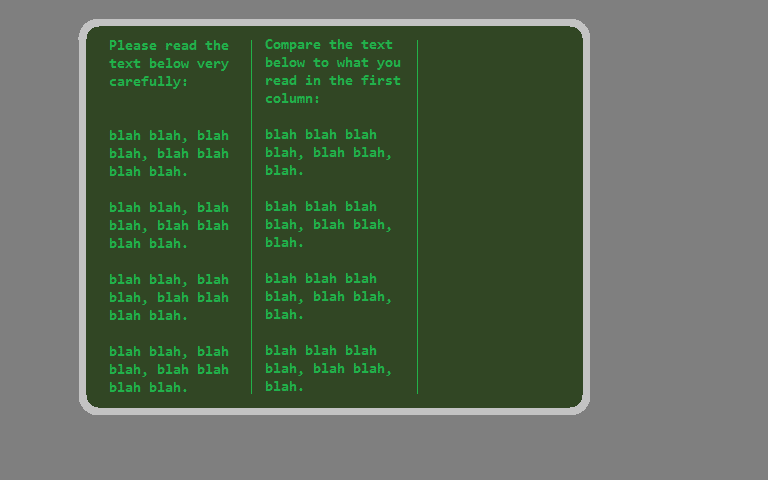 Please read the
text below very
carefully:
blah blah, blah
blah, blah blah
blah blah.
blah blah, blah
blah, blah blah
blah blah.
blah blah, blah
blah, blah blah
blah blah.
blah blah, blah
blah, blah blah
blah blah.
Compare the text
below to what you
read in the first
column:
blah blah blah
blah, blah blah,
blah.
blah blah blah
blah, blah blah,
blah.
blah blah blah
blah, blah blah,
blah.
blah blah blah
blah, blah blah,
blah.